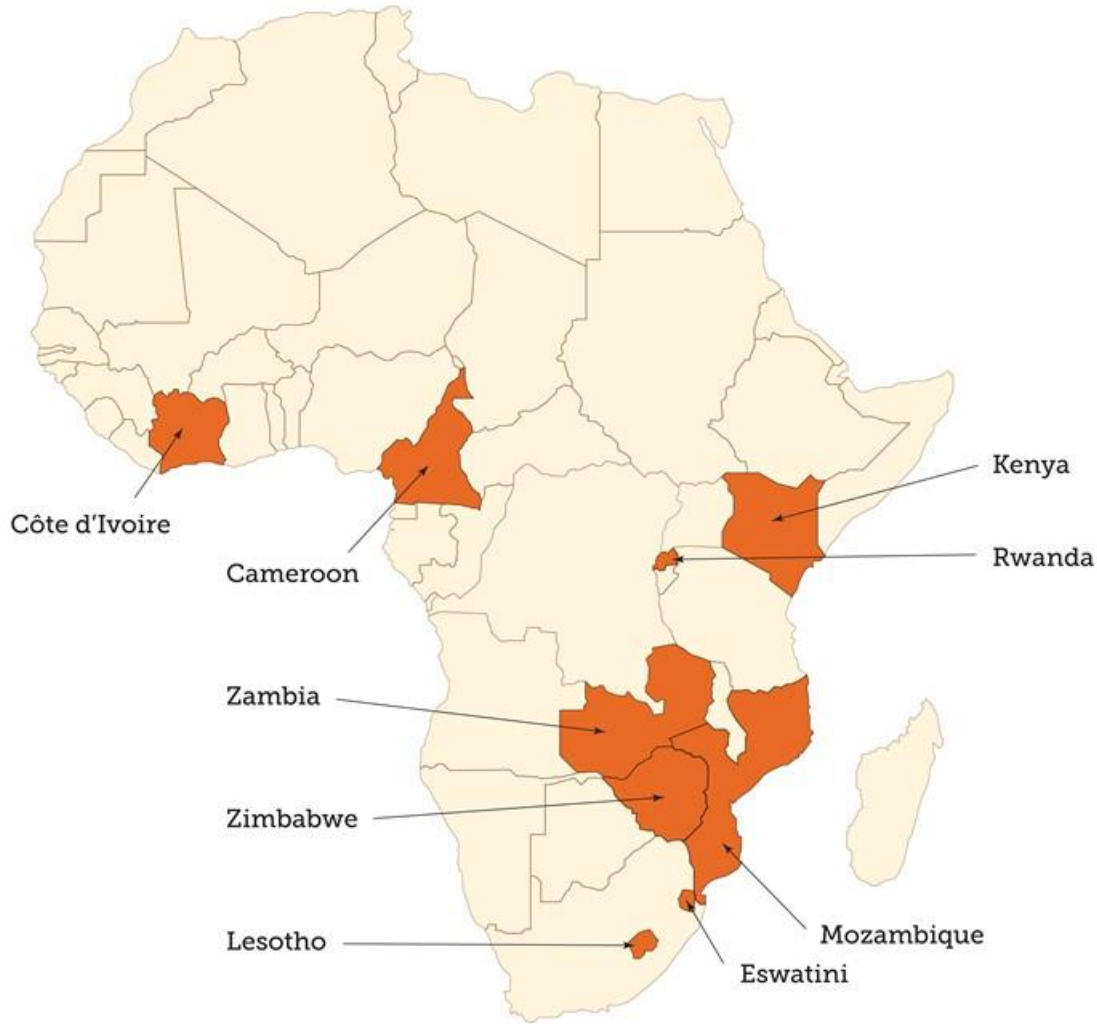 Kenya
Côte d’Ivoire
Rwanda
Cameroon
Zambia
Zimbabwe
Mozambique
Lesotho
Eswatini